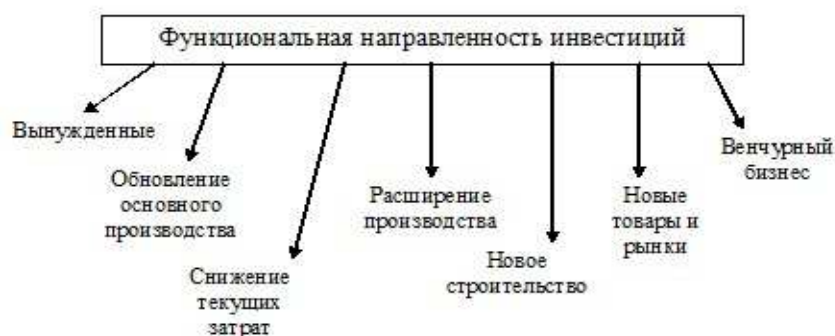 Функциональная направленность инвестиций
Вынужденные
Обновление
основного
производства
Снижение
текущих
затрат
Расширение
производства
Новое
строительство
Новые
товары и
рынки
Венчурный
бизнес